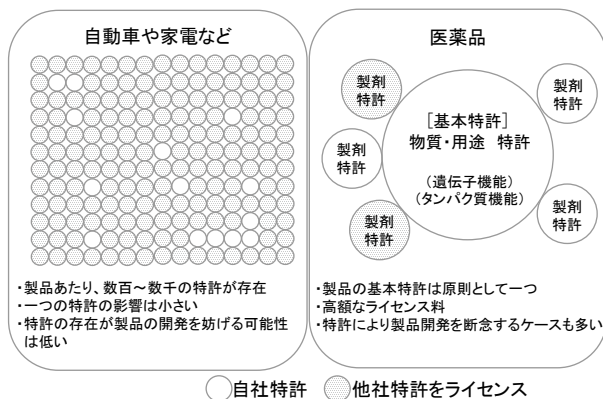 自動車や家電など
・製品あたり、数百～数千の特許が存在
・一つの特許の影響は小さい
・特許の存在が製品の開発を妨げる可能性
は低い
医薬品
製剤
特許
製剤
特許
製剤
特許
製剤
特許
製剤
特許
［基本特許］
物質・用途 特許
（遺伝子機能）
（タンパク質機能）
・製品の基本特許は原則として一つ
・高額なライセンス料
・特許により製品開発を断念するケースも多い
自社特許 他社特許をライセンス